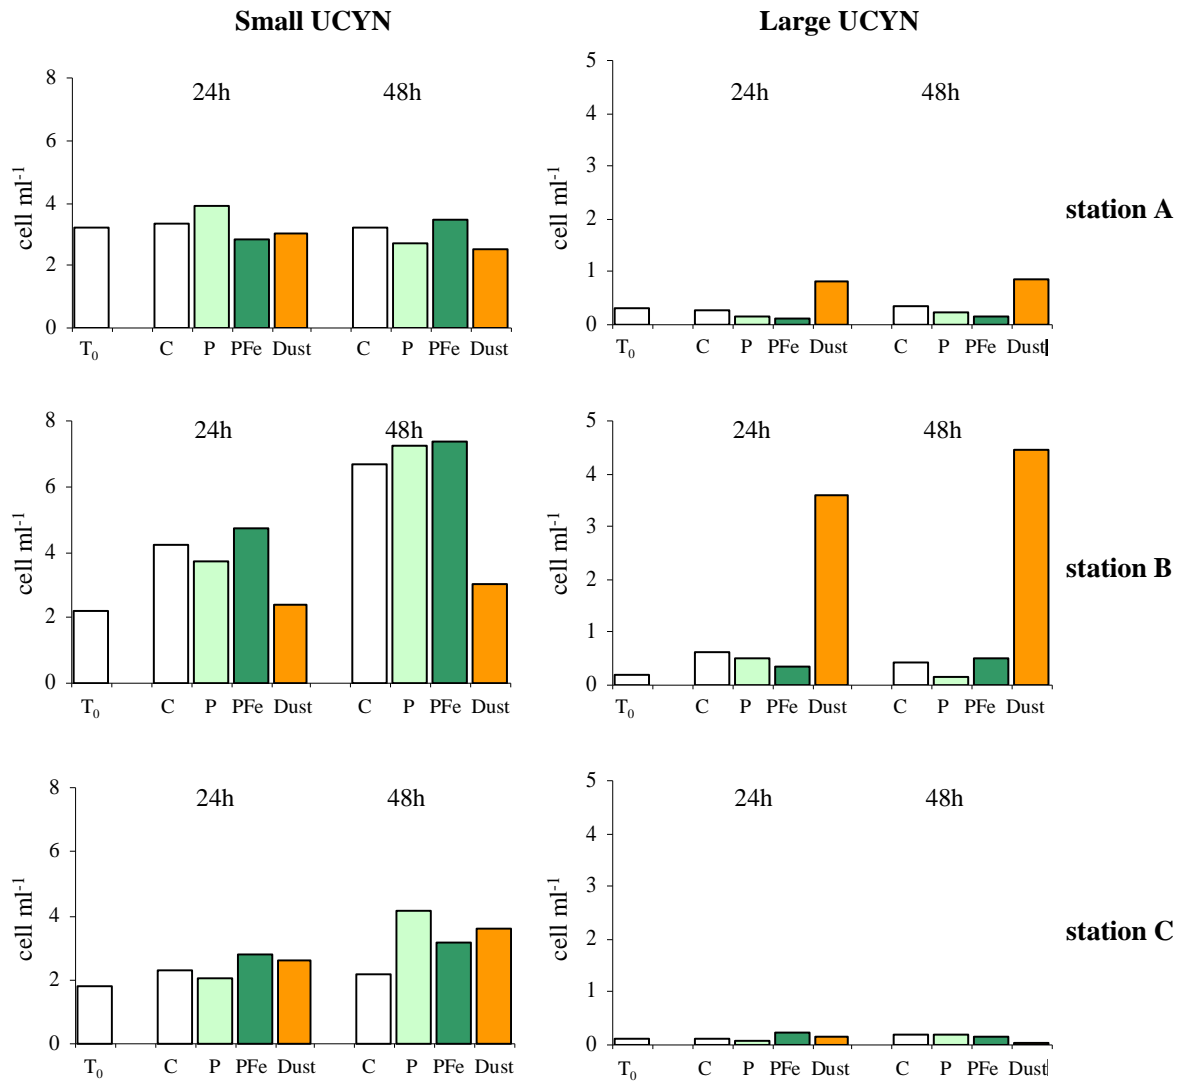 Small UCYN
Large UCYN
8
6
4
2
0
cell ml-1
24h
48h
T0 C P PFe Dust C P PFe Dust
5
4
3
2
1
0
cell ml-1
24h
48h
T0 C P PFe Dust C P PFe Dust
station A
8
6
4
2
0
cell ml-1
24h
48h
T0 C P PFe Dust C P PFe Dust
5
4
3
2
1
0
cell ml-1
24h
48h
T0 C P PFe Dust C P PFe Dust
station B
8
6
4
2
0
cell ml-1
24h
48h
T0 C P PFe Dust C P PFe Dust
5
4
3
2
1
0
cell ml-1
24h
48h
T0 C P PFe Dust C P PFe Dust
station C